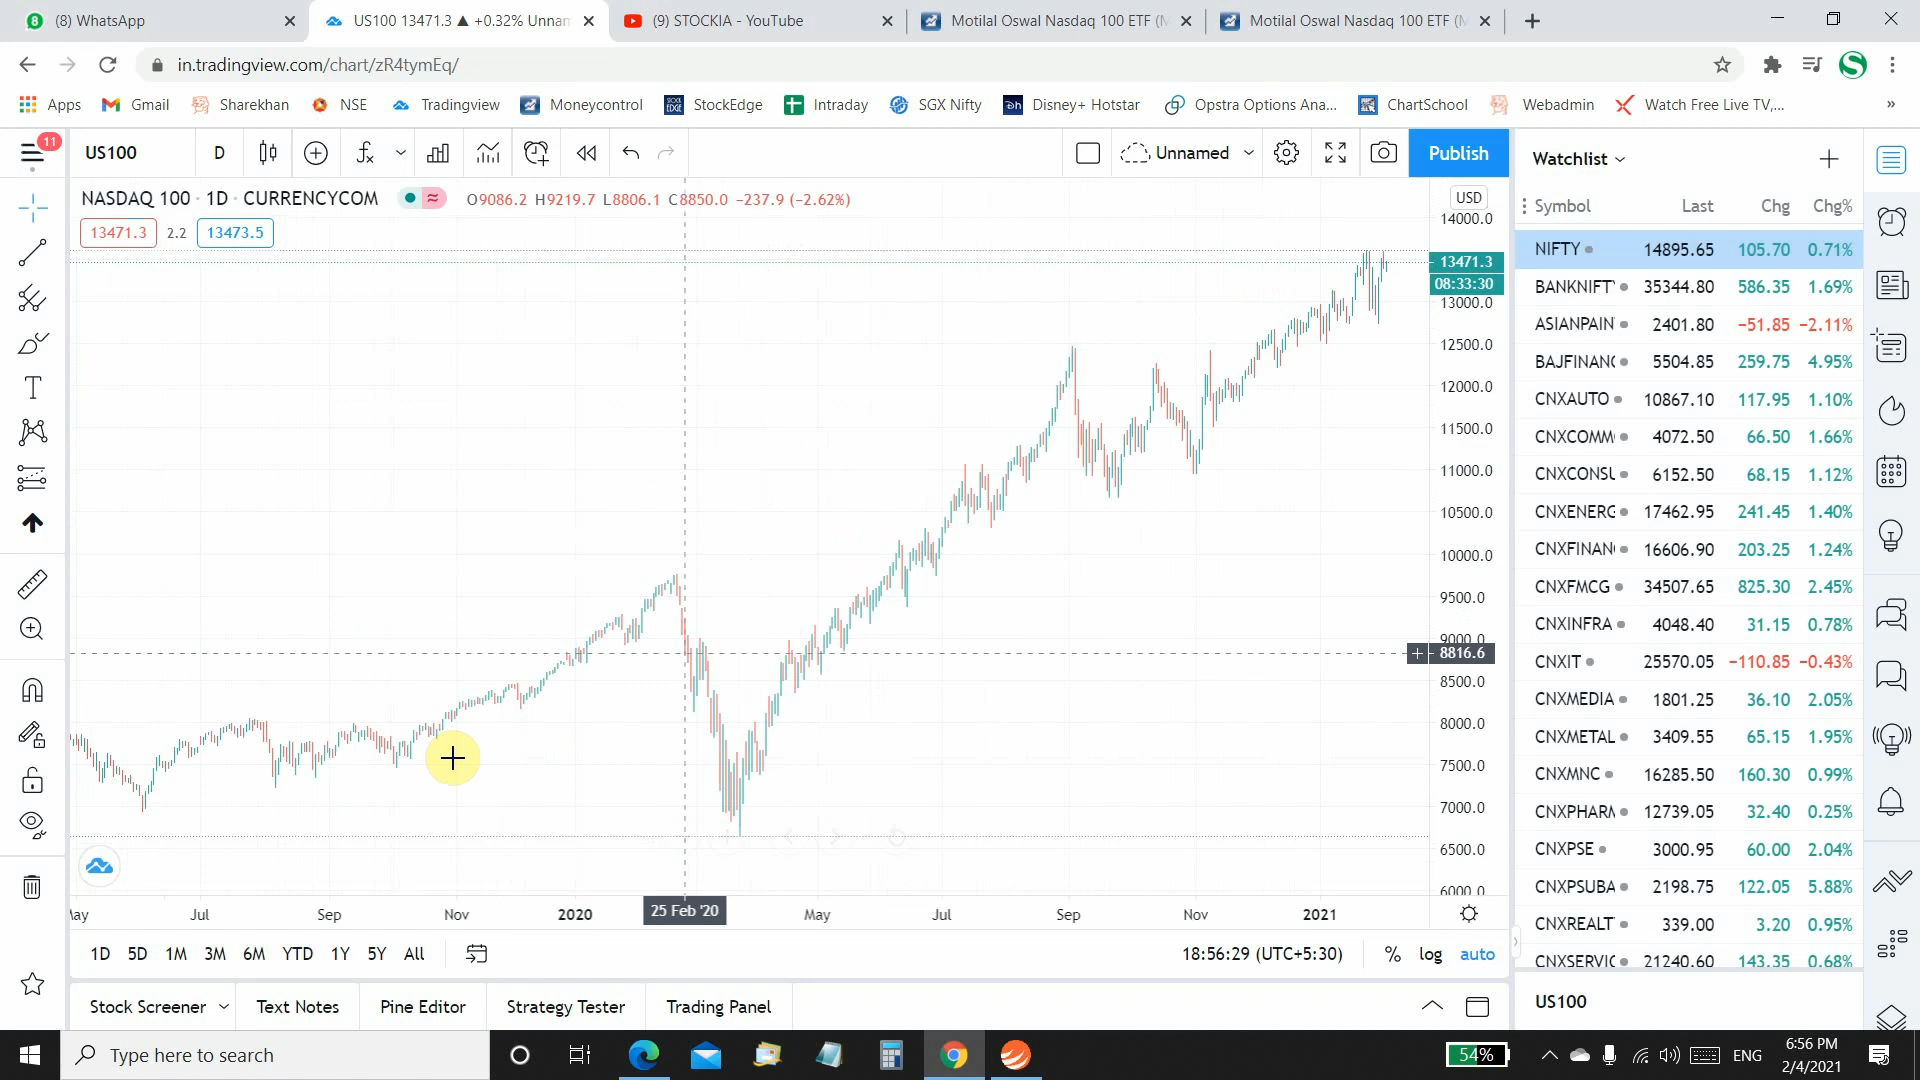 (8) WhatsApp
US100 13471.3 ▲ +0.32% Unnam
(9) STOCKIA - YouTube
Motilal Oswal Nasdaq 100 ETF (M
Motilal Oswal Nasdaq 100 ETF (M
in.tradingview.com/chart/zR4tymEq/
Apps
Gmail
Sharekhan
NSE
Tradingview
Moneycontrol
StockEdge
Intraday
SGX Nifty
Disney+ Hotstar
Opstra Options Ana...
ChartSchool
Webadmin
Watch Free Live TV,...
»
11
US100
D
Unnamed
Publish
Watchlist
NASDAQ 100 · 1D · CURRENCYCOM
O9086.2 H9219.7 L8806.1 C8850.0 −237.9 (−2.62%)
13471.3
2.2
13473.5
USD
14000.0
13471.3
08:33:30
13000.0
12500.0
12000.0
11500.0
11000.0
10500.0
10000.0
9500.0
9000.0
8816.6
8500.0
8000.0
7500.0
7000.0
6500.0
6000.0
Jul
Sep
Nov
2020
25 Feb '20
May
Jul
Sep
Nov
2021
1D 5D 1M 3M 6M YTD 1Y 5Y All
18:56:29 (UTC+5:30)
%
log
auto
Stock Screener
Text Notes
Pine Editor
Strategy Tester
Trading Panel
Symbol Last Chg Chg%
NIFTY 14895.65 105.70 0.71%
BANKNIFTY 35344.80 586.35 1.69%
ASIANPAIN 2401.80 −51.85 −2.11%
BAJFINANC 5504.85 259.75 4.95%
CNXAUTO 10867.10 117.95 1.10%
CNXCOMM 4072.50 66.50 1.66%
CNXCONSU 6152.50 68.15 1.12%
CNXENERG 17462.95 241.45 1.40%
CNXFINAN 16606.90 203.25 1.24%
CNXFMCG 34507.65 825.30 2.45%
CNXINFRA 4048.40 31.15 0.78%
CNXIT 25570.05 −110.85 −0.43%
CNXMEDIA 1801.25 36.10 2.05%
CNXMETAL 3409.55 65.15 1.95%
CNXMNC 16285.50 160.30 0.99%
CNXPHARM 12739.05 32.40 0.25%
CNXPSE 3000.95 60.00 2.04%
CNXPSUBA 2198.75 122.05 5.88%
CNXREALT 339.00 3.20 0.95%
CNXSERVIC 21240.60 143.35 0.68%
US100
Type here to search
54%
ENG
6:56 PM
2/4/2021